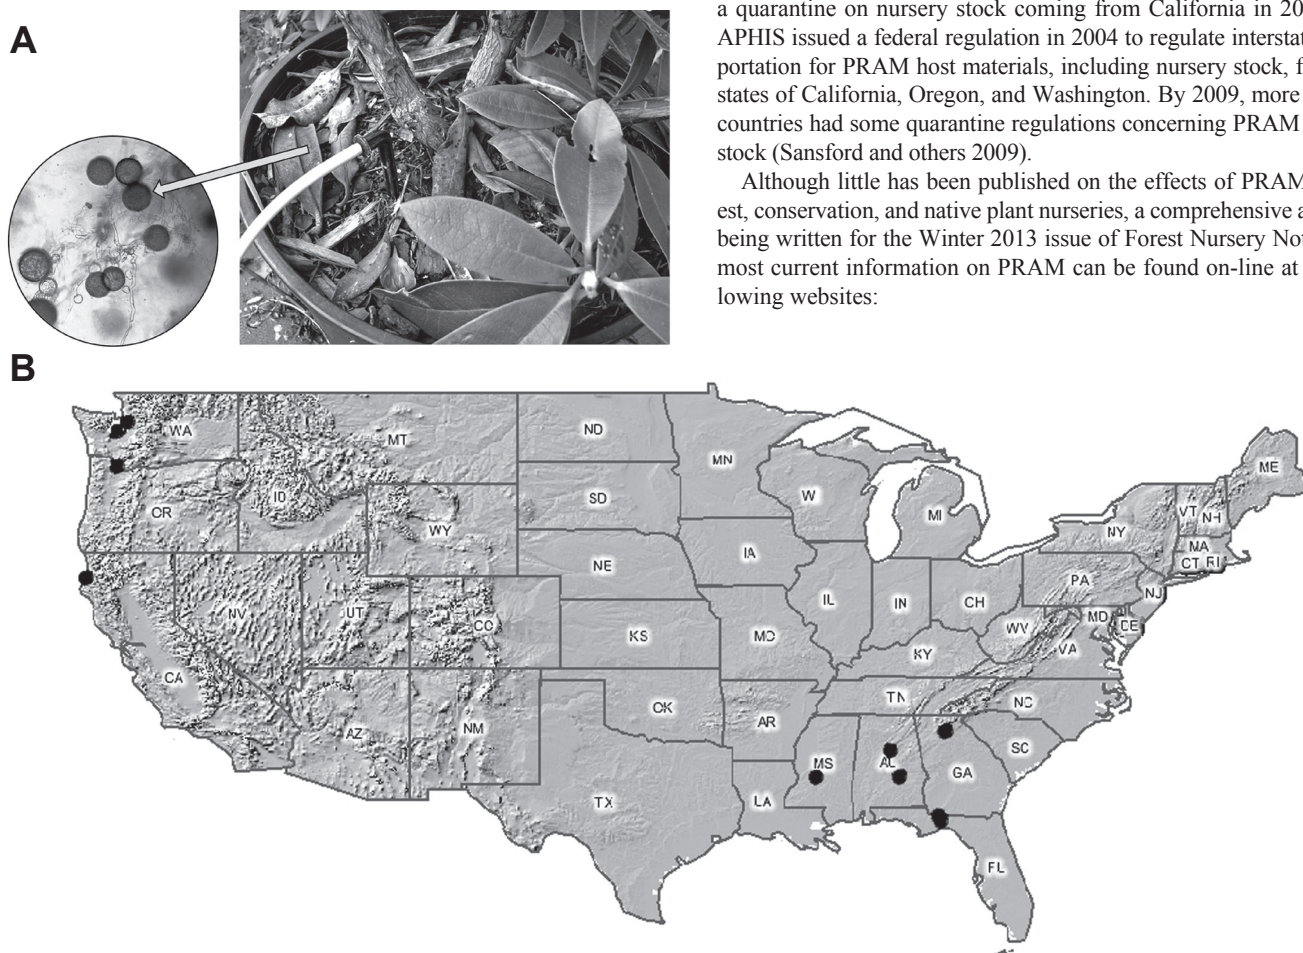 A
a quarantine on nursery stock coming from California in 20
APHIS issued a federal regulation in 2004 to regulate interstat
portation for PRAM host materials, including nursery stock, f
states of California, Oregon, and Washington. By 2009, more
countries had some quarantine regulations concerning PRAM
stock (Sansford and others 2009).
Although little has been published on the effects of PRAM
est, conservation, and native plant nurseries, a comprehensive a
being written for the Winter 2013 issue of Forest Nursery Not
most current information on PRAM can be found on-line at
lowing websites:
B
WA
MT
ND
MN
ME
OR
ID
WY
SD
W
MI
NY
VT
NH
MA
CT
RI
NV
UT
CO
NE
IA
IL
IN
CH
PA
NJ
MD
DE
WV
VA
CA
AZ
NM
KS
MO
KY
CK
AR
TN
NC
SC
TX
LA
MS
AL
GA
FL